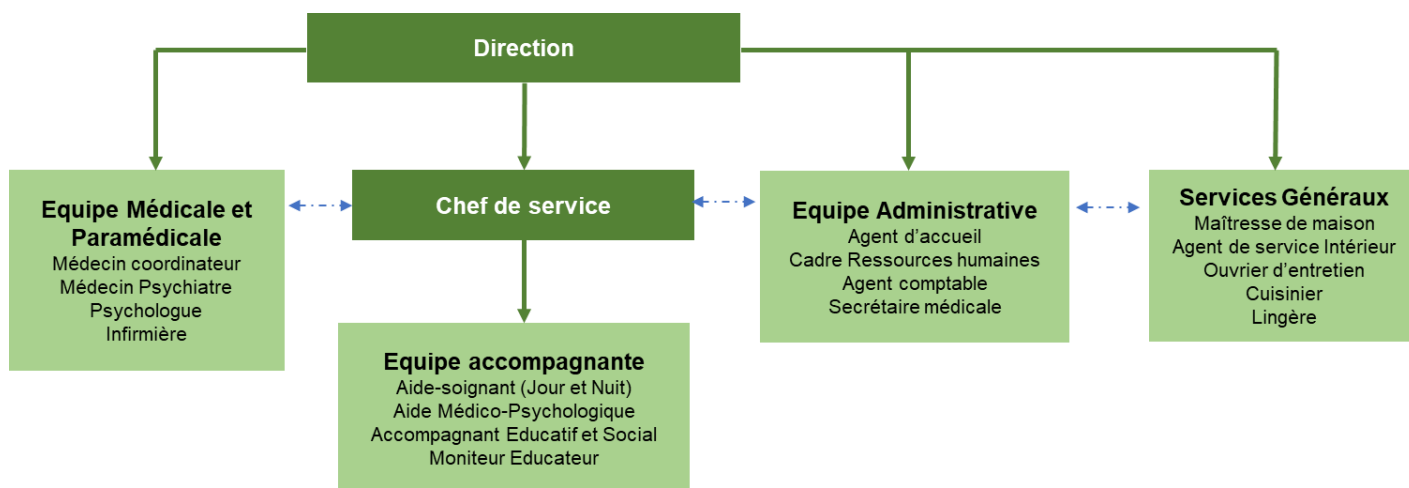 Direction
Equipe Médicale et
Paramédicale
Médecin coordinateur
Médecin Psychiatre
Psychologue
Infirmière
Chef de service
Equipe Administrative
Agent d'accueil
Cadre Ressources humaines
Agent comptable
Secrétaire médicale
Services Généraux
Maîtresse de maison
Agent de service Intérieur
Ouvrier d'entretien
Cuisinier
Lingère
Equipe accompagnante
Aide-soignant (Jour et Nuit)
Aide Médico-Psychologique
Accompagnant Educatif et Social
Moniteur Educateur